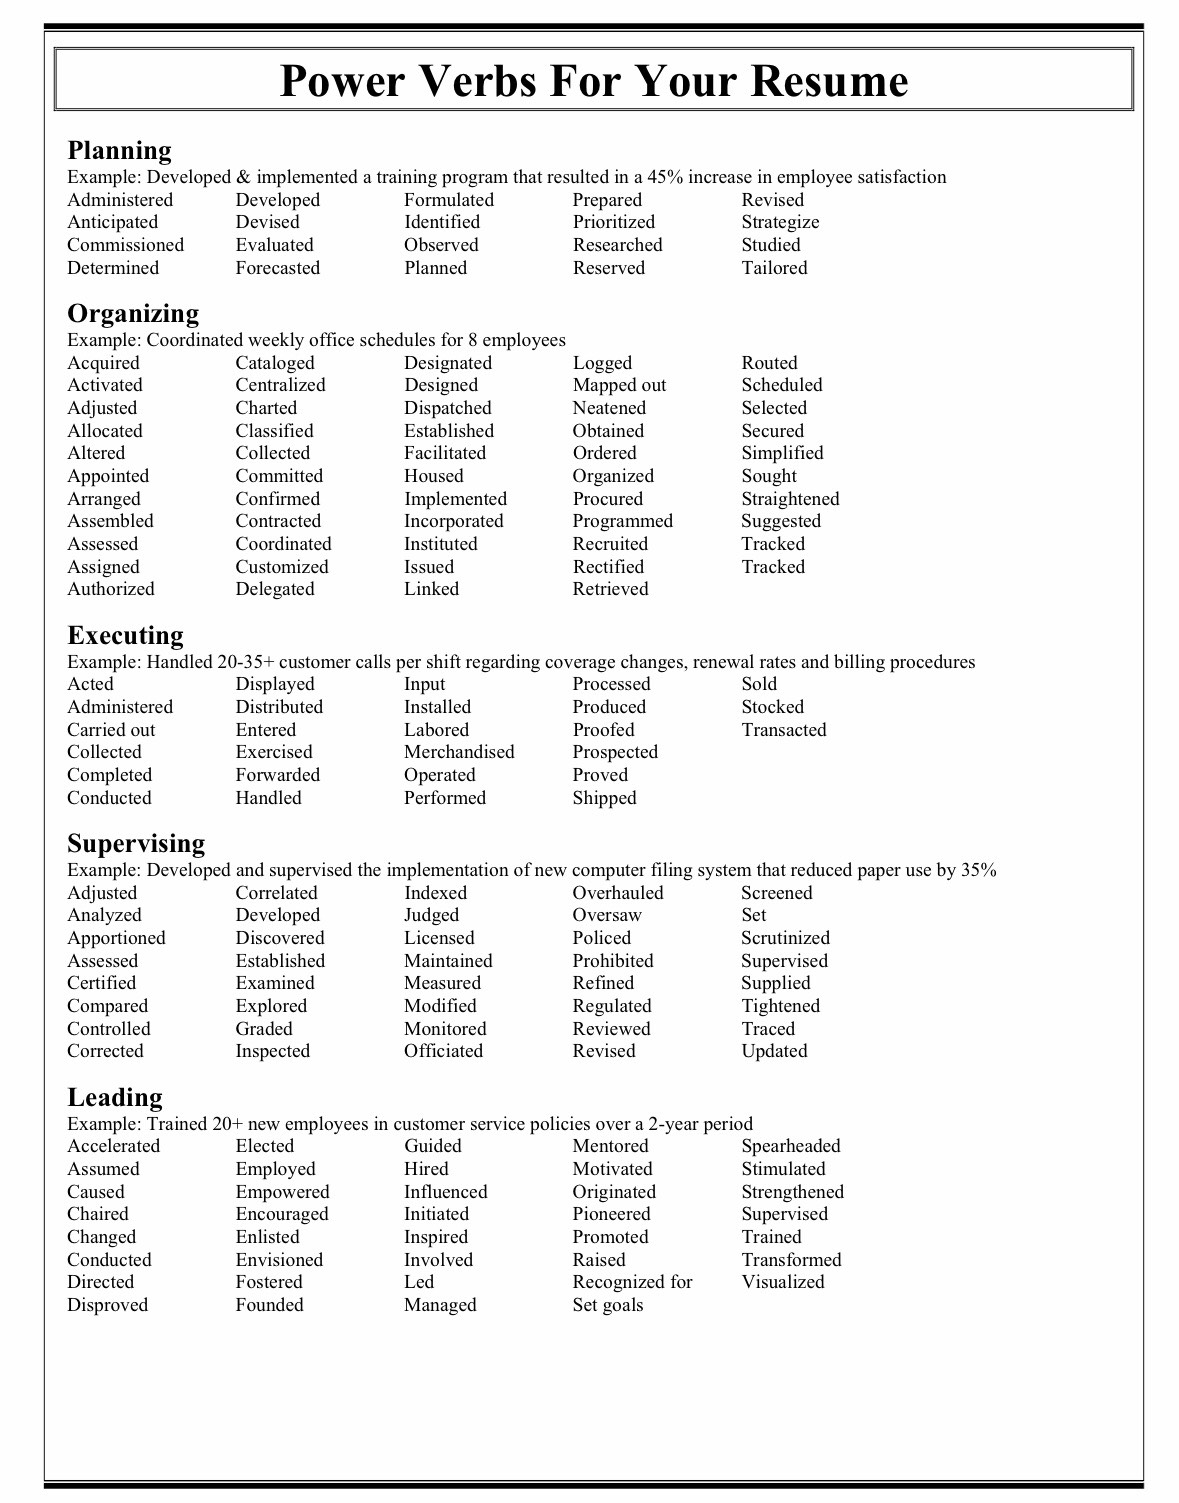 Power Verbs For Your Resume
Planning
Example: Developed & implemented a training program that resulted in a 45% increase in employee satisfaction
Administered Developed Formulated Prepared Revised
Anticipated Devised Identified Prioritized Strategize
Commissioned Evaluated Observed Researched Studied
Determined Forecasted Planned Reserved Tailored
Organizing
Example: Coordinated weekly office schedules for 8 employees
Acquired Cataloged Designated Logged Routed
Activated Centralized Designed Mapped out Scheduled
Adjusted Charted Dispatched Neatened Selected
Allocated Classified Established Obtained Secured
Altered Collected Facilitated Ordered Simplified
Appointed Committed Housed Organized Sought
Arranged Confirmed Implemented Procured Straightened
Assembled Contracted Incorporated Programmed Suggested
Assessed Coordinated Instituted Recruited Tracked
Assigned Customized Issued Rectified Tracked
Authorized Delegated Linked Retrieved
Executing
Example: Handled 20-35+ customer calls per shift regarding coverage changes, renewal rates and billing procedures
Acted Displayed Input Processed Sold
Administered Distributed Installed Produced Stocked
Carried out Entered Labored Proofed Transacted
Collected Exercised Merchandised Prospected
Completed Forwarded Operated Proved
Conducted Handled Performed Shipped
Supervising
Example: Developed and supervised the implementation of new computer filing system that reduced paper use by 35%
Adjusted Correlated Indexed Overhauled Screened
Analyzed Developed Judged Oversaw Set
Apportioned Discovered Licensed Policed Scrutinized
Assessed Established Maintained Prohibited Supervised
Certified Examined Measured Refined Supplied
Compared Explored Modified Regulated Tightened
Controlled Graded Monitored Reviewed Traced
Corrected Inspected Officiated Revised Updated
Leading
Example: Trained 20+ new employees in customer service policies over a 2-year period
Accelerated Elected Guided Mentored Spearheaded
Assumed Employed Hired Motivated Stimulated
Caused Empowered Influenced Originated Strengthened
Chaired Encouraged Initiated Pioneered Supervised
Changed Enlisted Inspired Promoted Trained
Conducted Envisioned Involved Raised Transformed
Directed Fostered Led Recognized for Visualized
Disproved Founded Managed Set goals